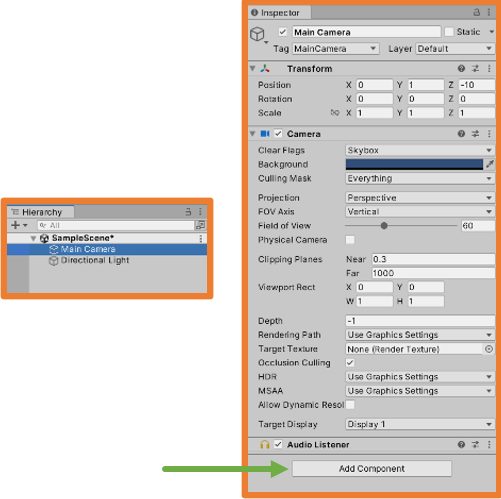 Hierarchy
All
SampleScene*
Main Camera
Directional Light
Inspector
Main Camera Static
Tag MainCamera Layer Default
Transform
Position X 0 Y 1 Z -10
Rotation X 0 Y 0 Z 0
Scale X 1 Y 1 Z 1
Camera
Clear Flags Skybox
Background
Culling Mask Everything
Projection Perspective
FOV Axis Vertical
Field of View 60
Physical Camera
Clipping Planes Near 0.3
Far 1000
Viewport Rect X 0 Y 0
W 1 H 1
Depth -1
Rendering Path Use Graphics Settings
Target Texture None (Render Texture)
Occlusion Culling
HDR Use Graphics Settings
MSAA Use Graphics Settings
Allow Dynamic Resol
Target Display Display 1
Audio Listener
Add Component